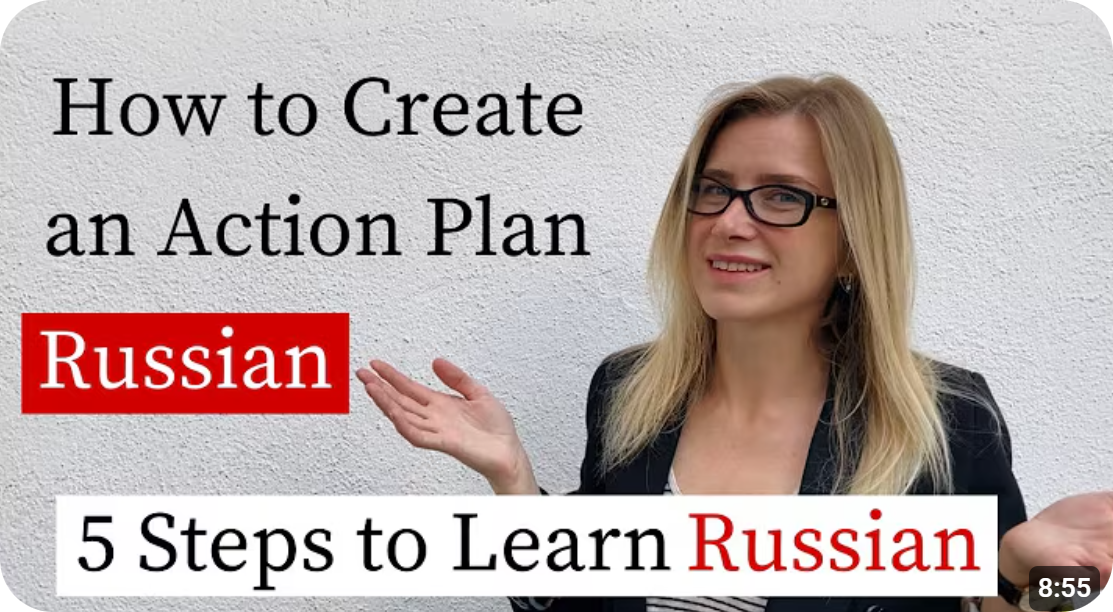 How to Create
an Action Plan
Russian
5 Steps to Learn Russian
8:55